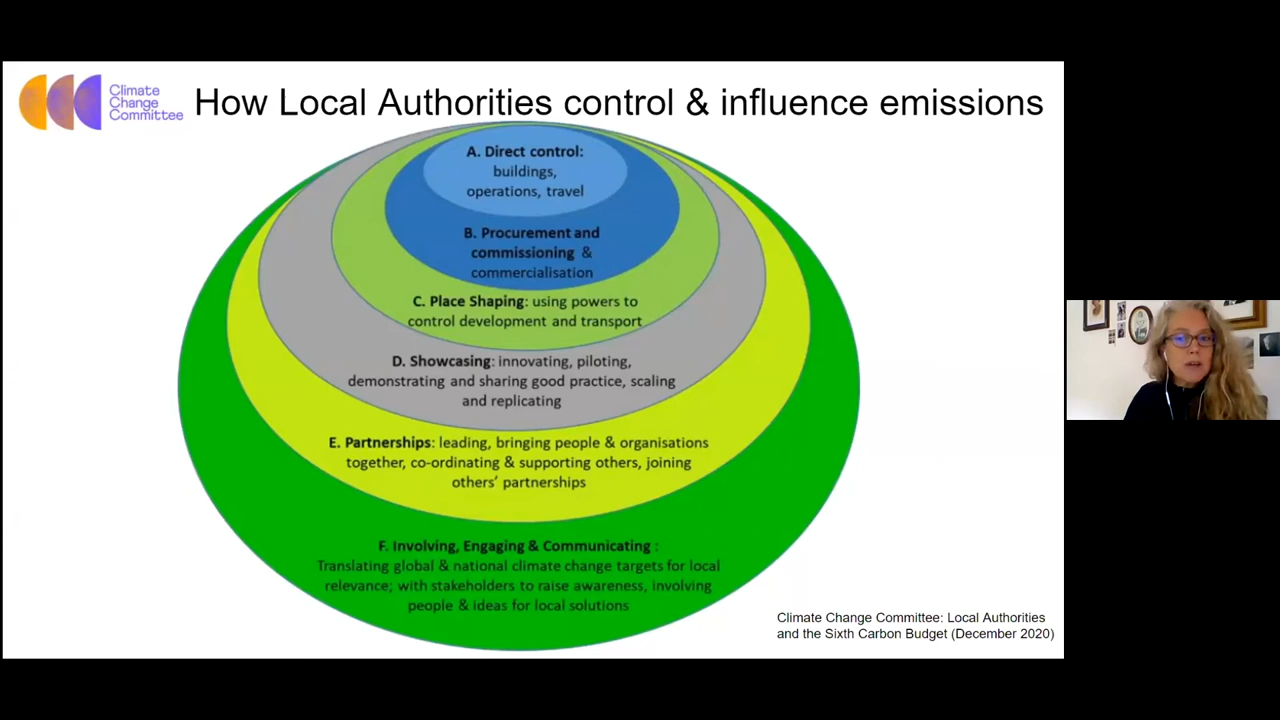 Climate
Change
Committee
How Local Authorities control & influence emissions
A. Direct control:
buildings,
operations, travel
B. Procurement and
commissioning &
commercialisation
C. Place Shaping: using powers to
control development and transport
D. Showcasing: innovating, piloting,
demonstrating and sharing good practice, scaling
and replicating
E. Partnerships: leading, bringing people & organisations
together, co-ordinating & supporting others, joining
others’ partnerships
F. Involving, Engaging & Communicating :
Translating global & national climate change targets for local
relevance; with stakeholders to raise awareness, involving
people & ideas for local solutions
Climate Change Committee: Local Authorities
and the Sixth Carbon Budget (December 2020)